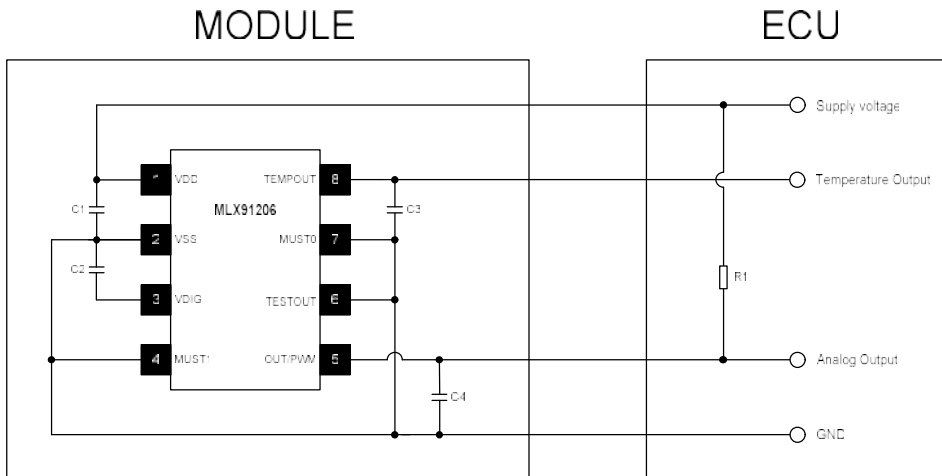 MODULE
ECU
Supply voltage
1 VDD
TEMPOUT 8
Temperature Output
MLX91206
C1
C3
2 VSS
MUST0 7
C2
R1
3 VDIG
TESTOUT 6
4 MUST1
OUT/PWM 5
Analog Output
C4
GND